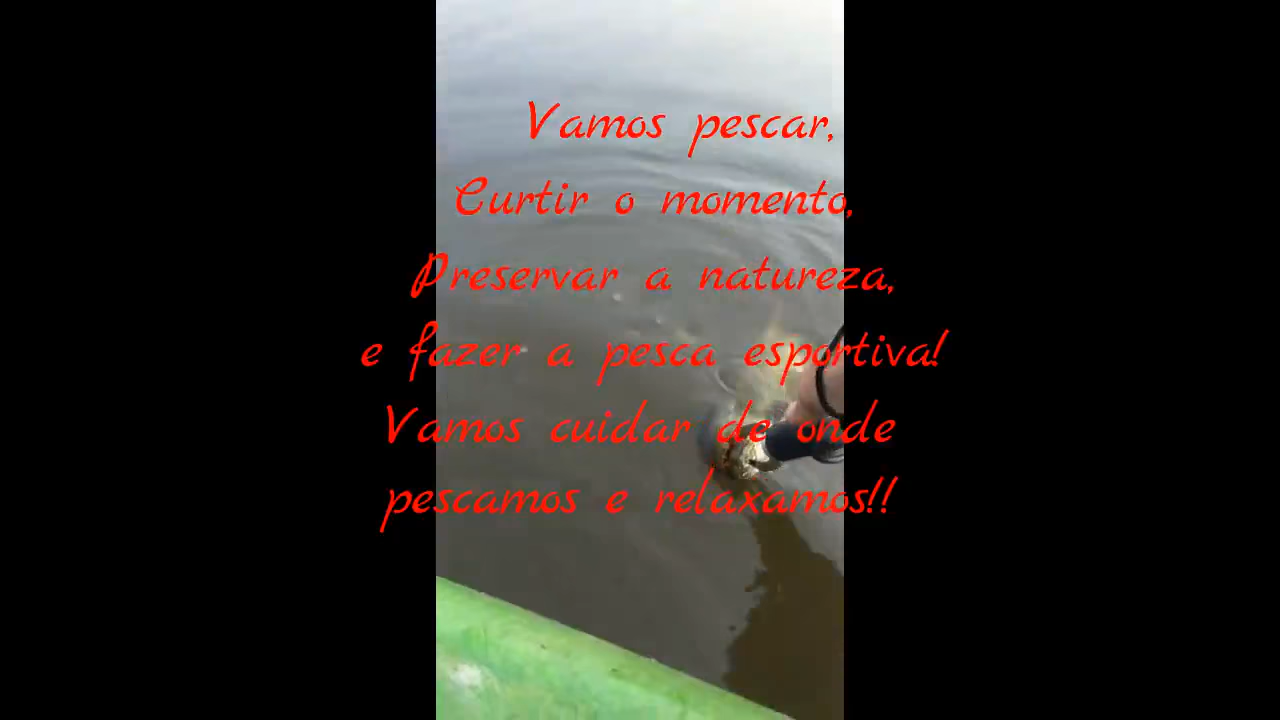 Vamos pescar,
Curtir o momento,
Preservar a natureza,
e fazer a pesca esportiva!
Vamos cuidar de onde
pescamos e relaxamos!!